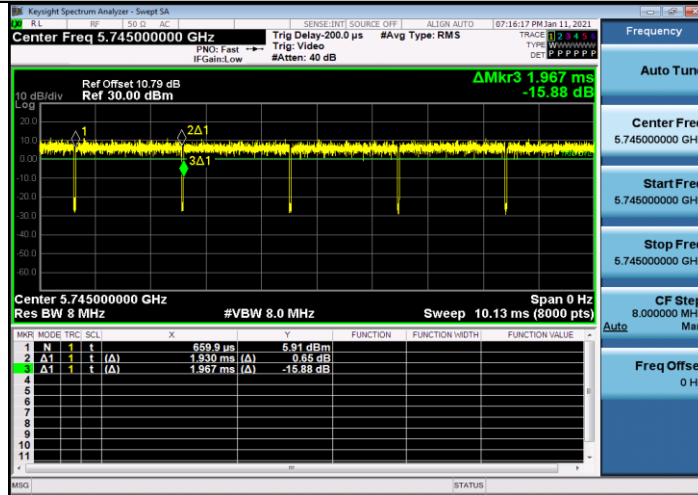 Keysight Spectrum Analyzer - Swept SA
RL RF 50 Ω AC SENSE:INT SOURCE OFF ALIGN AUTO 07:16:17 PM Jan 11, 2021
Center Freq 5.745000000 GHz Trig Delay-200.0 µs #Avg Type: RMS TRACE 1 2 3 4 5 6
PNO: Fast Trig: Video TYPE WWWWWW
IFGain:Low #Atten: 40 dB DET P P P P P P
ΔMkr3 1.967 ms
-15.88 dB
Ref Offset 10.79 dB
10 dB/div Ref 30.00 dBm
Log
20.0
10.0
0.00
-10.0
-20.0
-30.0
-40.0
-50.0
-60.0
1
2Δ1
3Δ1
Center 5.745000000 GHz Span 0 Hz
Res BW 8 MHz #VBW 8.0 MHz Sweep 10.13 ms (8000 pts)
MKR MODE TRC SCL X Y FUNCTION FUNCTION WIDTH FUNCTION VALUE
1 N 1 t 659.9 µs 5.91 dBm
2 Δ1 1 t (Δ) 1.930 ms (Δ) 0.65 dB
3 Δ1 1 t (Δ) 1.967 ms (Δ) -15.88 dB
4
5
6
7
8
9
10
11
MSG STATUS
Frequency
Auto Tune
Center Freq
5.745000000 GH
Start Freq
5.745000000 GH
Stop Freq
5.745000000 GH
CF Step
8.000000 MH
Auto Ma
Freq Offse
0 H